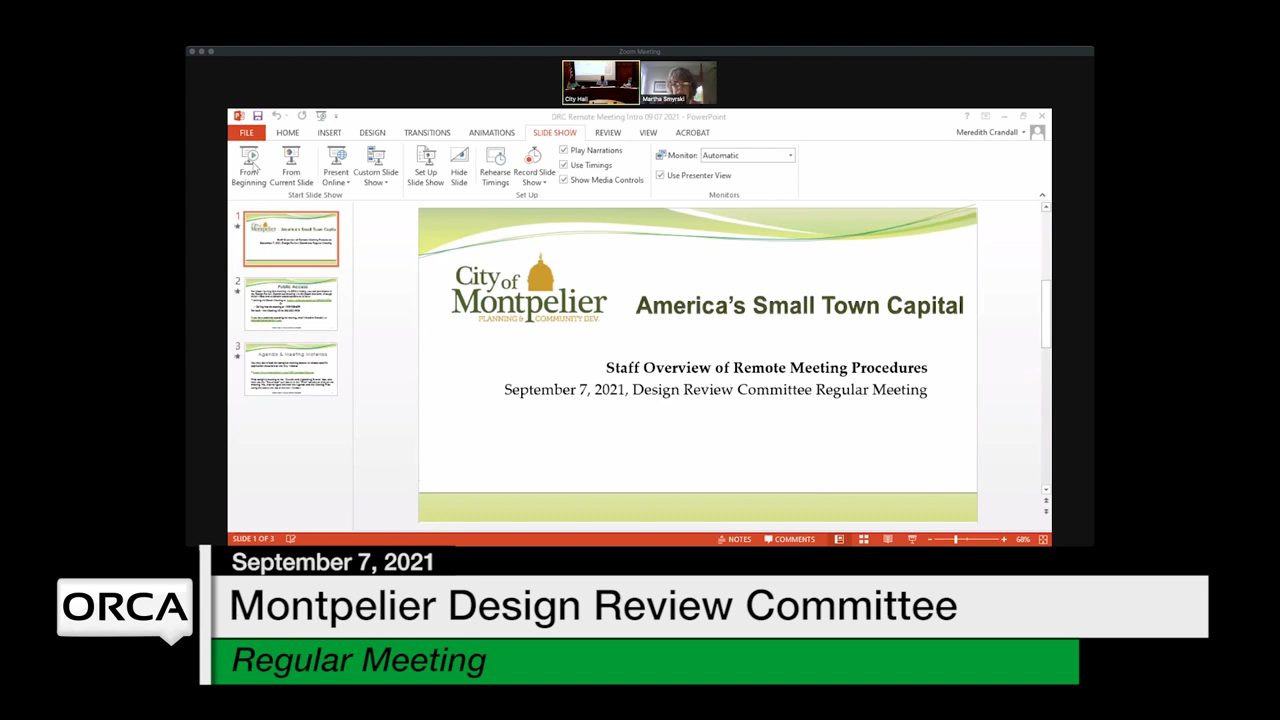 Zoom Meeting
City Hall
Martha Smyrski
DRC Remote Meeting Intro 09 07 2021 - PowerPoint
FILE HOME INSERT DESIGN TRANSITIONS ANIMATIONS SLIDE SHOW REVIEW VIEW ACROBAT
Meredith Crandall
From Beginning
From Current Slide
Present Online
Custom Slide Show
Start Slide Show
Set Up Slide Show
Hide Slide
Rehearse Timings
Record Slide Show
Play Narrations
Use Timings
Show Media Controls
Set Up
Monitor: Automatic
Use Presenter View
Monitors
1
2
Public Access
3
Agenda & Meeting Materials
City of
Montpelier
PLANNING & COMMUNITY DEV.
America's Small Town Capital
Staff Overview of Remote Meeting Procedures
September 7, 2021, Design Review Committee Regular Meeting
SLIDE 1 OF 3
NOTES
COMMENTS
68%
September 7, 2021
ORCA
Montpelier Design Review Committee
Regular Meeting